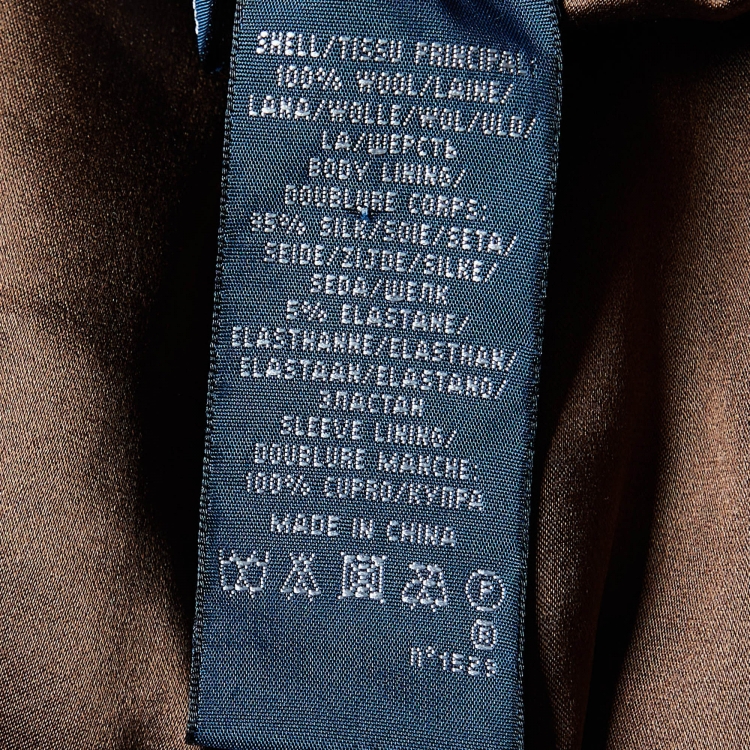 SHELL/TISSU PRINCIPAL:
100% WOOL/LAINE/
LANA/WOLLE/WOL/ULD/
LA/ШЕРСТЬ
BODY LINING/
DOUBLURE CORPS:
95% SILK/SOIE/SETA/
SEIDE/ZIJDE/SILKE/
SEDA/ШЕЛК
5% ELASTANE/
ELASTHANNE/ELASTHAN/
ELASTAAN/ELASTANO/
ЭЛАСТАН
SLEEVE LINING/
DOUBLURE MANCHE:
100% CUPRO/КУПРА
MADE IN CHINA
P
®
n°1529